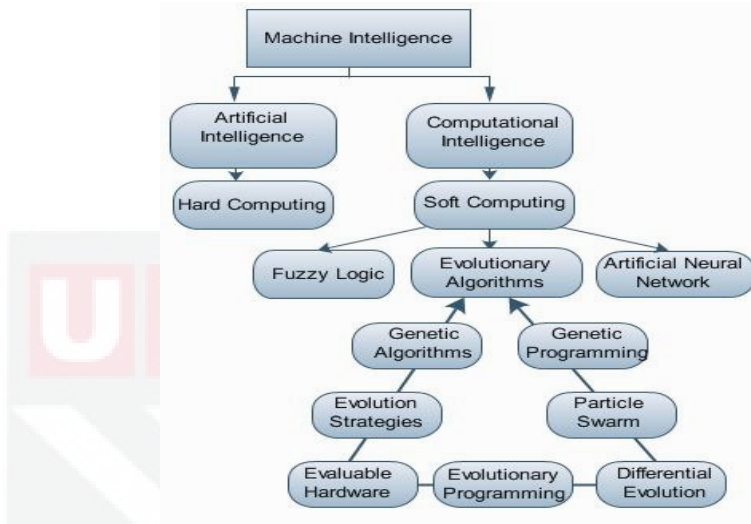 Machine Intelligence
Artificial
Intelligence
Computational
Intelligence
Hard Computing
Soft Computing
Fuzzy Logic
Evolutionary
Algorithms
Artificial Neural
Network
Genetic
Algorithms
Genetic
Programming
Evolution
Strategies
Particle
Swarm
Evaluable
Hardware
Evolutionary
Programming
Differential
Evolution
U